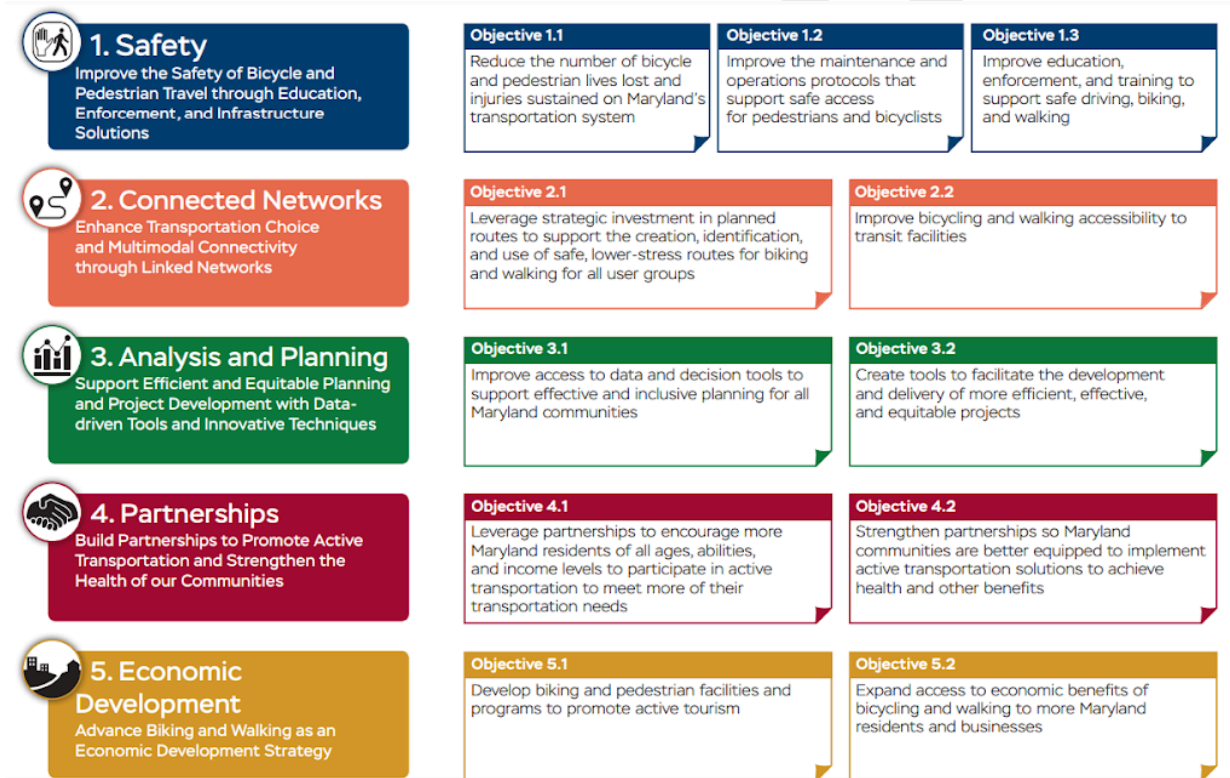 1. Safety
Improve the Safety of Bicycle and
Pedestrian Travel through Education,
Enforcement, and Infrastructure
Solutions
Objective 1.1
Reduce the number of bicycle
and pedestrian lives lost and
injuries sustained on Maryland's
transportation system
Objective 1.2
Improve the maintenance and
operations protocols that
support safe access
for pedestrians and bicyclists
Objective 1.3
Improve education,
enforcement, and training to
support safe driving, biking,
and walking
2. Connected Networks
Enhance Transportation Choice
and Multimodal Connectivity
through Linked Networks
Objective 2.1
Leverage strategic investment in planned
routes to support the creation, identification,
and use of safe, lower-stress routes for biking
and walking for all user groups
Objective 2.2
Improve bicycling and walking accessibility to
transit facilities
3. Analysis and Planning
Support Efficient and Equitable Planning
and Project Development with Data-
driven Tools and Innovative Techniques
Objective 3.1
Improve access to data and decision tools to
support effective and inclusive planning for all
Maryland communities
Objective 3.2
Create tools to facilitate the development
and delivery of more efficient, effective,
and equitable projects
4. Partnerships
Build Partnerships to Promote Active
Transportation and Strengthen the
Health of our Communities
Objective 4.1
Leverage partnerships to encourage more
Maryland residents of all ages, abilities,
and income levels to participate in active
transportation to meet more of their
transportation needs
Objective 4.2
Strengthen partnerships so Maryland
communities are better equipped to implement
active transportation solutions to achieve
health and other benefits
5. Economic
Development
Advance Biking and Walking as an
Economic Development Strategy
Objective 5.1
Develop biking and pedestrian facilities and
programs to promote active tourism
Objective 5.2
Expand access to economic benefits of
bicycling and walking to more Maryland
residents and businesses